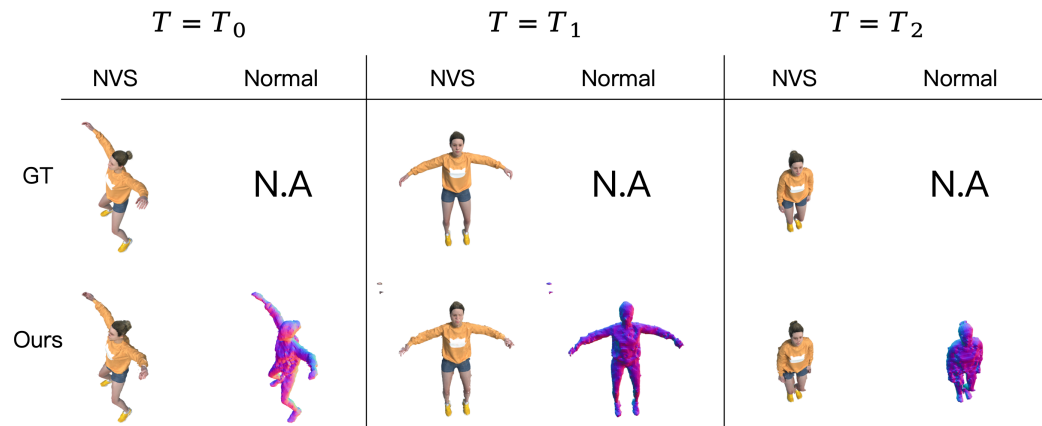 T = T0 T = T1 T = T2
NVS Normal NVS Normal NVS Normal
GT N.A N.A N.A
Ours